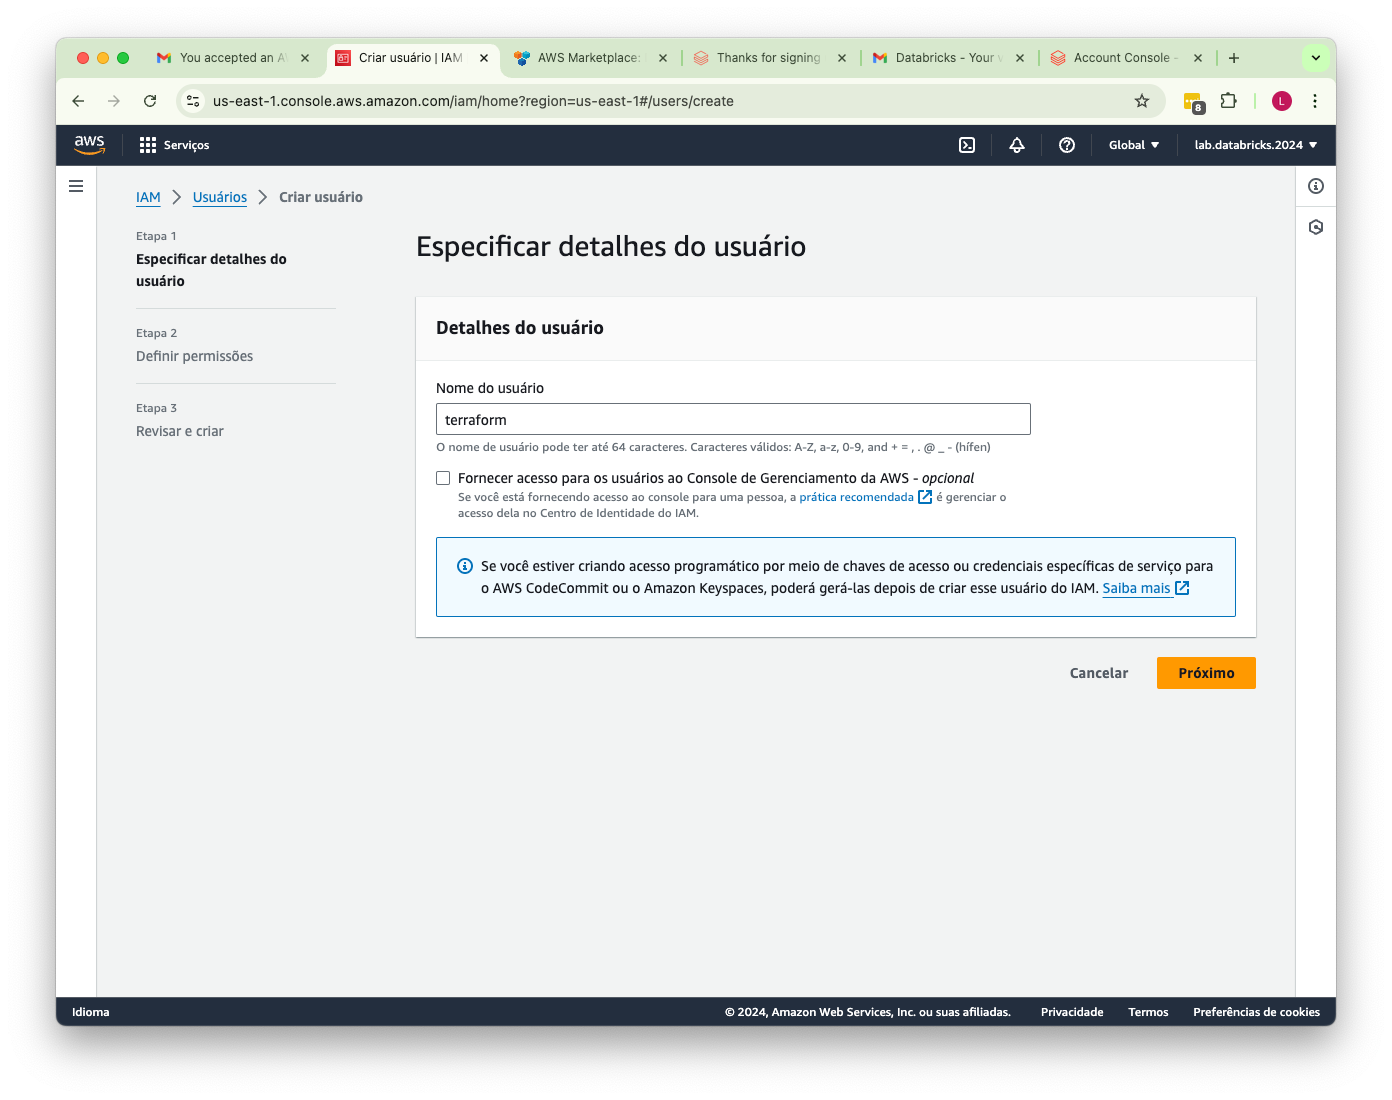 You accepted an A
Criar usuário | IAM
AWS Marketplace:
Thanks for signing
Databricks - Your
Account Console -
us-east-1.console.aws.amazon.com/iam/home?region=us-east-1#/users/create
8
L
aws
Serviços
Global
lab.databricks.2024
IAM
Usuários
Criar usuário
Etapa 1
Especificar detalhes do
usuário
Etapa 2
Definir permissões
Etapa 3
Revisar e criar
Especificar detalhes do usuário
Detalhes do usuário
Nome do usuário
terraform
O nome de usuário pode ter até 64 caracteres. Caracteres válidos: A-Z, a-z, 0-9, and + = , . @ _ - (hífen)
Fornecer acesso para os usuários ao Console de Gerenciamento da AWS - opcional
Se você está fornecendo acesso ao console para uma pessoa, a prática recomendada é gerenciar o
acesso dela no Centro de Identidade do IAM.
Se você estiver criando acesso programático por meio de chaves de acesso ou credenciais específicas de serviço para
o AWS CodeCommit ou o Amazon Keyspaces, poderá gerá-las depois de criar esse usuário do IAM. Saiba mais
Cancelar
Próximo
Idioma
© 2024, Amazon Web Services, Inc. ou suas afiliadas.
Privacidade
Termos
Preferências de cookies